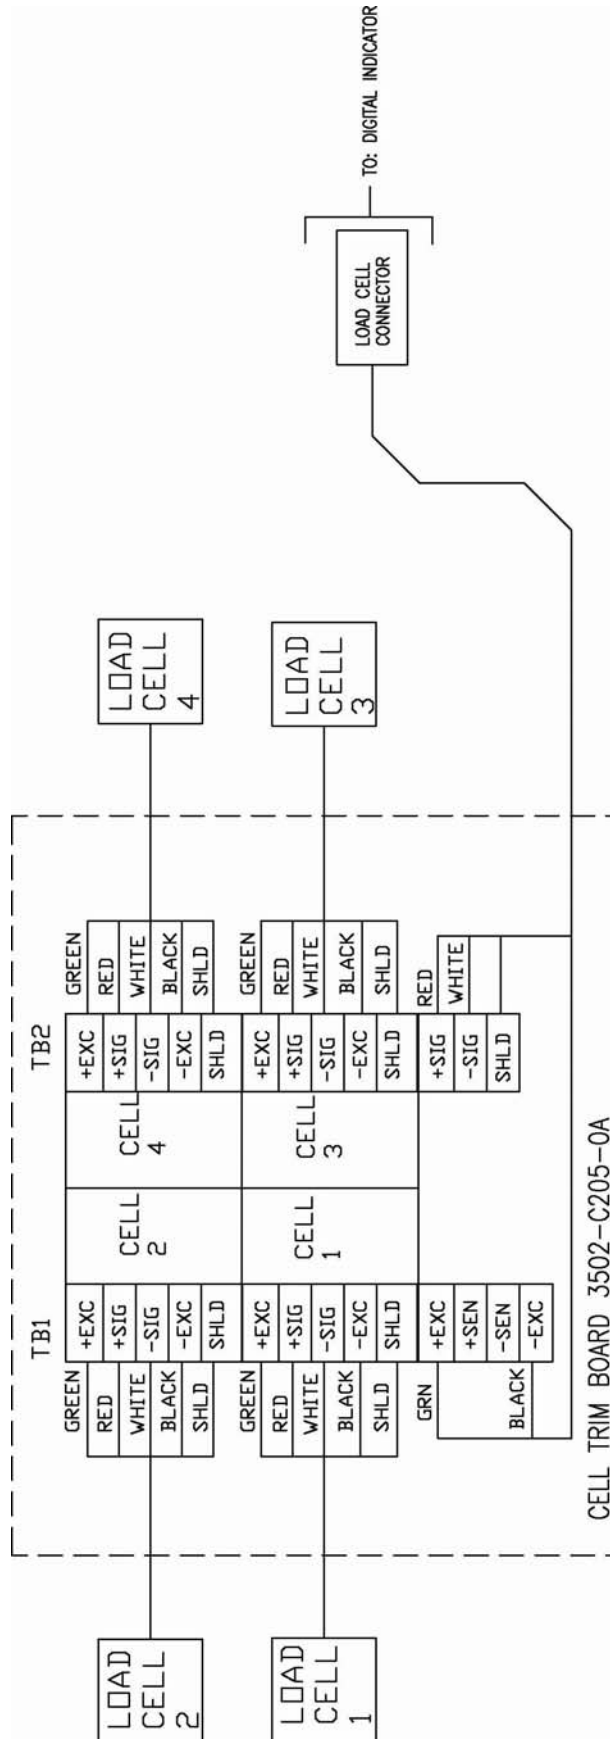 TB1
TB2
LOAD
CELL
2
GREEN
RED
WHITE
BLACK
SHLD
+EXC
+SIG
-SIG
-EXC
SHLD
CELL
2
CELL
4
+EXC
+SIG
-SIG
-EXC
SHLD
GREEN
RED
WHITE
BLACK
SHLD
LOAD
CELL
4
LOAD
CELL
1
GREEN
RED
WHITE
BLACK
SHLD
+EXC
+SIG
-SIG
-EXC
SHLD
CELL
1
CELL
3
+EXC
+SIG
-SIG
-EXC
SHLD
GREEN
RED
WHITE
BLACK
SHLD
LOAD
CELL
3
GRN
BLACK
+EXC
+SEN
-SEN
-EXC
+SIG
-SIG
SHLD
RED
WHITE
LOAD CELL
CONNECTOR
TO: DIGITAL INDICATOR
CELL TRIM BOARD 3502-C205-0A